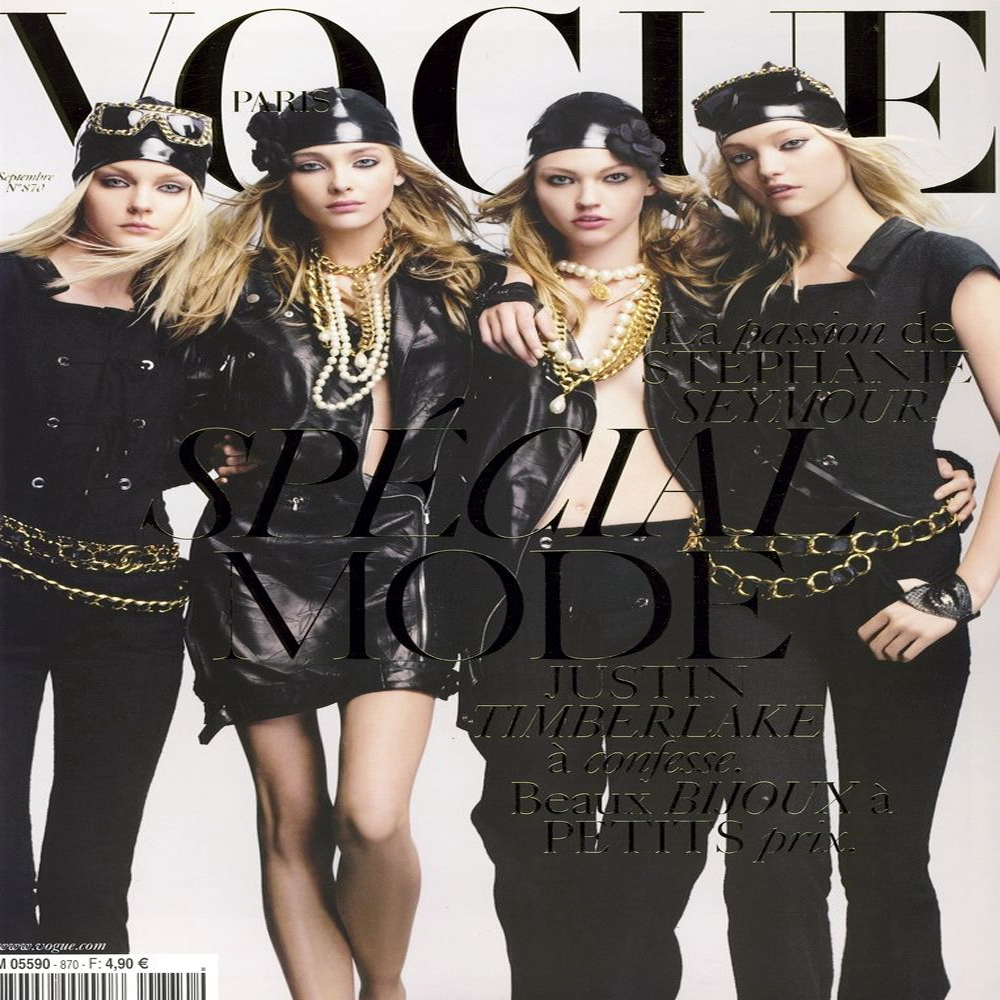 VOGUE
PARIS
Septembre
N°870
La passion de
STEPHANIE
SEYMOUR.
SPÉCIAL
MODE
JUSTIN
TIMBERLAKE
à confesse.
Beaux BIJOUX à
PETITS prix.
www.vogue.com
M 05590 - 870 - F: 4,90 €